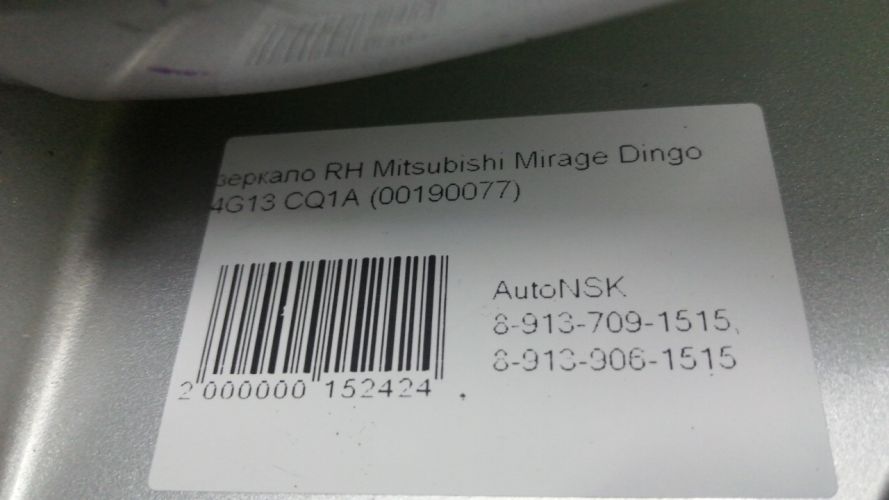 зеркало RH Mitsubishi Mirage Dingo
4G13 CQ1A (00190077)
AutoNSK
8-913-709-1515,
8-913-906-1515
2 000000 152424 .